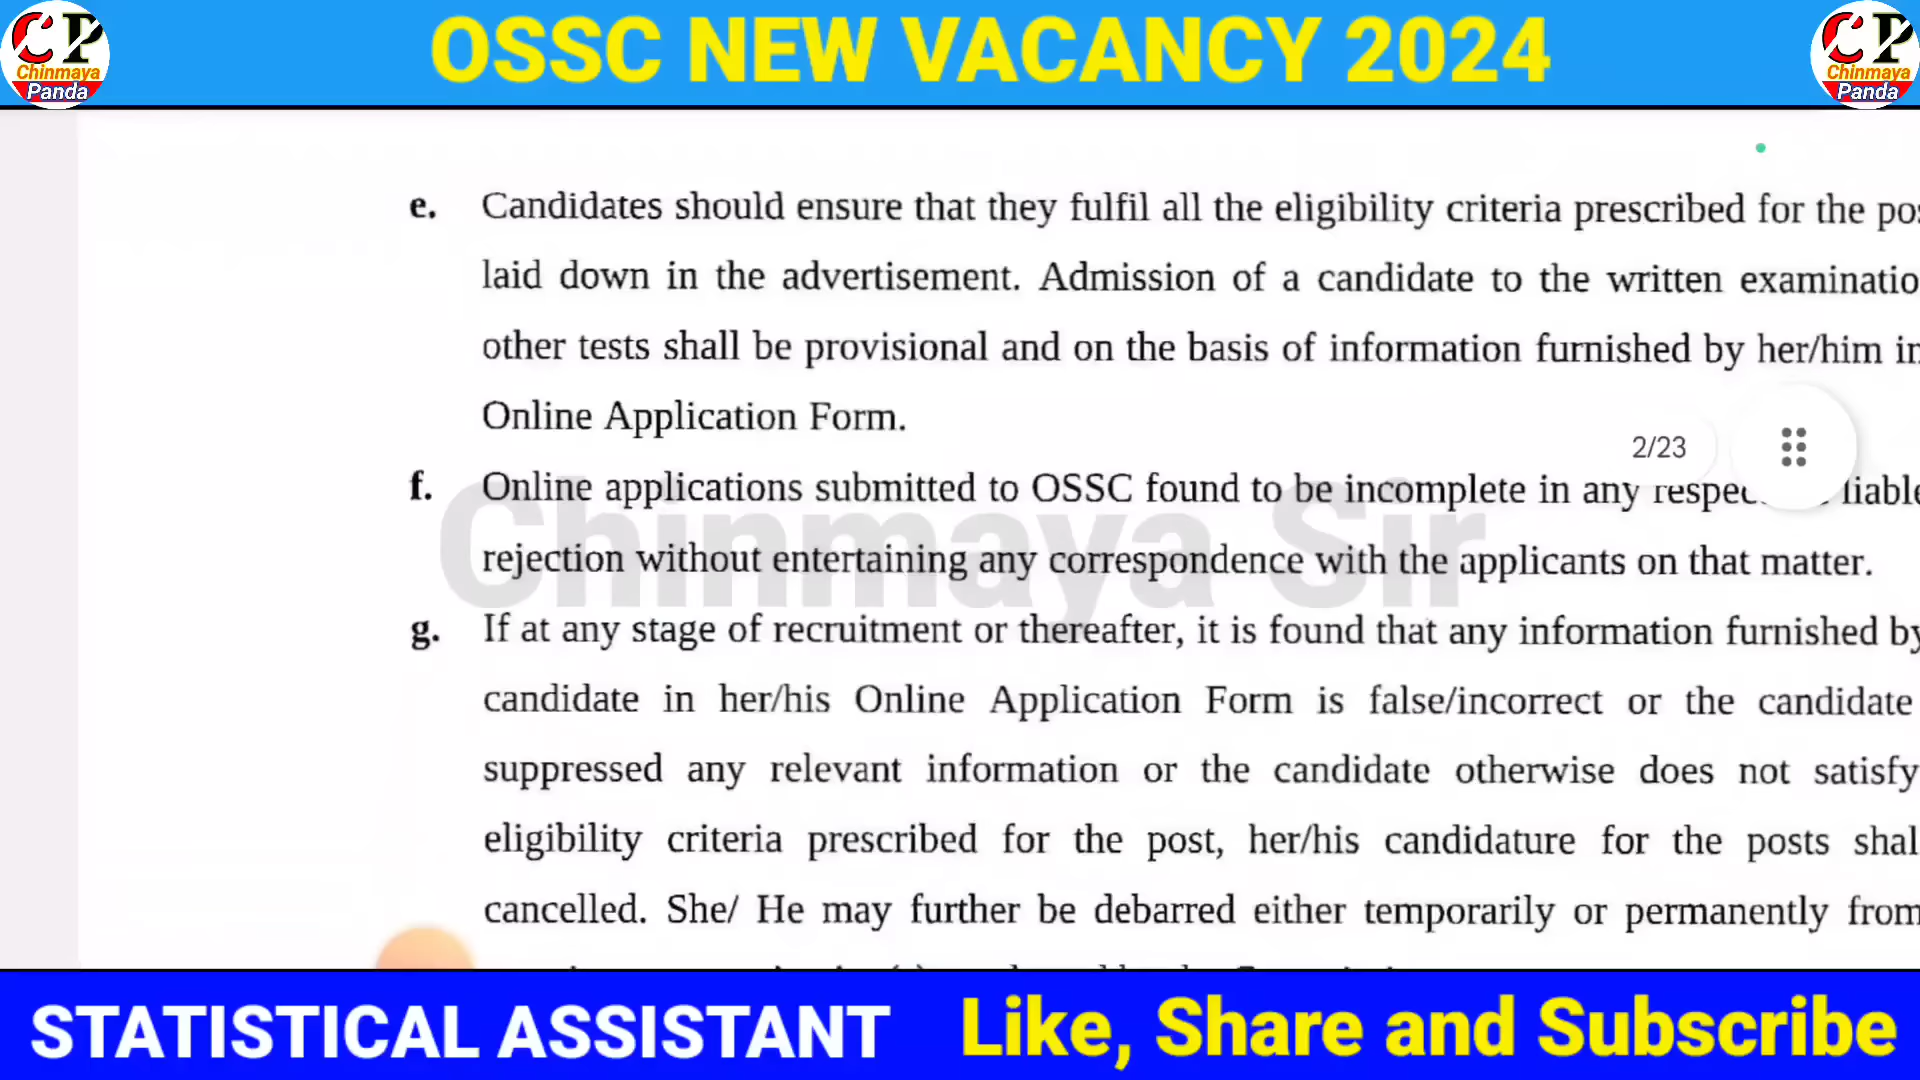 CP
Chinmaya
Panda
OSSC NEW VACANCY 2024
CP
Chinmaya
Panda
e. Candidates should ensure that they fulfil all the eligibility criteria prescribed for the
laid down in the advertisement. Admission of a candidate to the written
other tests shall be provisional and on the basis of information furnished by her/him
Online Application Form.
2/23
f. Online applications submitted to OSSC found to be incomplete in any liable
rejection without entertaining any correspondence with the applicants on that matter.
Chinmaya Sir
g. If at any stage of recruitment or thereafter, it is found that any information furnished by
candidate in her/his Online Application Form is false/incorrect or the candidate
suppressed any relevant information or the candidate otherwise does not satisfy
eligibility criteria prescribed for the post, her/his candidature for the posts
cancelled. She/ He may further be debarred either temporarily or permanently from
STATISTICAL ASSISTANT
Like, Share and Subscribe